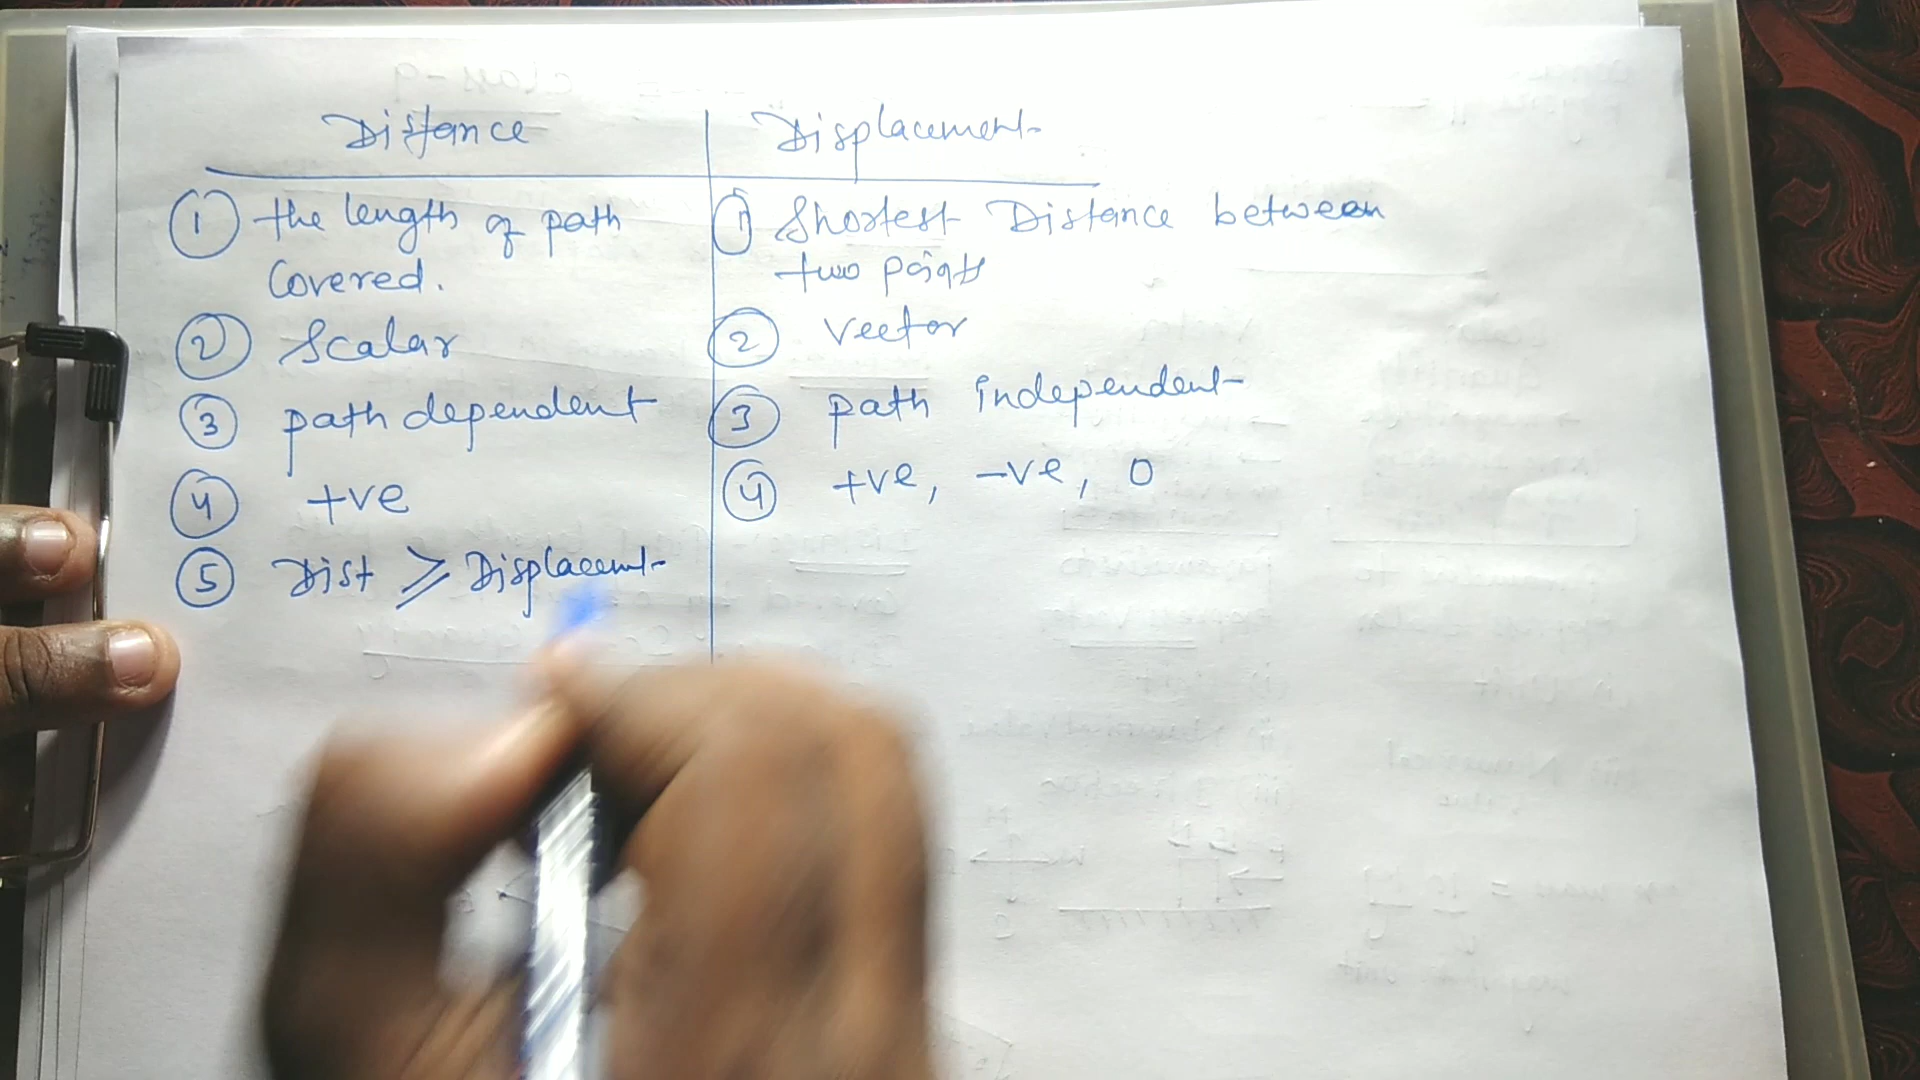 Distance
Displacement
① the length of path
Covered.
② Scalar
③ path dependent
④ +ve
⑤ Dist ⩾ Displacemt
① Shortest Distance between
two points
② Vector
③ path independent
④ +ve, -ve, 0